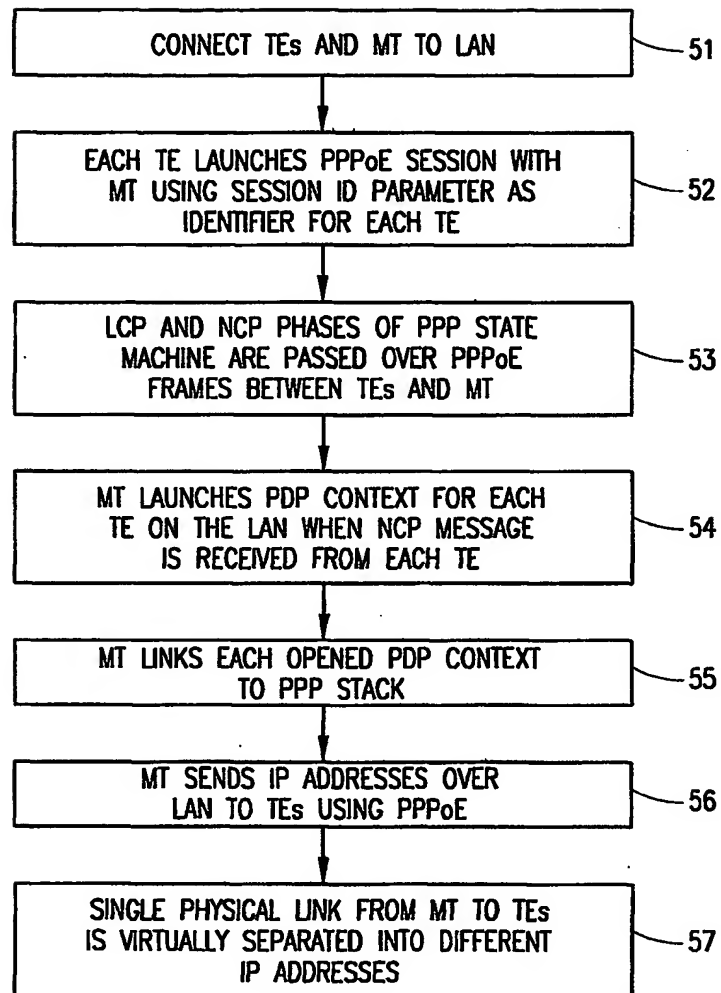 CONNECT TEs AND MT TO LAN
51
EACH TE LAUNCHES PPPoE SESSION WITH
MT USING SESSION ID PARAMETER AS
IDENTIFIER FOR EACH TE
52
LCP AND NCP PHASES OF PPP STATE
MACHINE ARE PASSED OVER PPPoE
FRAMES BETWEEN TEs AND MT
53
MT LAUNCHES PDP CONTEXT FOR EACH
TE ON THE LAN WHEN NCP MESSAGE
IS RECEIVED FROM EACH TE
54
MT LINKS EACH OPENED PDP CONTEXT
TO PPP STACK
55
MT SENDS IP ADDRESSES OVER
LAN TO TEs USING PPPoE
56
SINGLE PHYSICAL LINK FROM MT TO TEs
IS VIRTUALLY SEPARATED INTO DIFFERENT
IP ADDRESSES
57